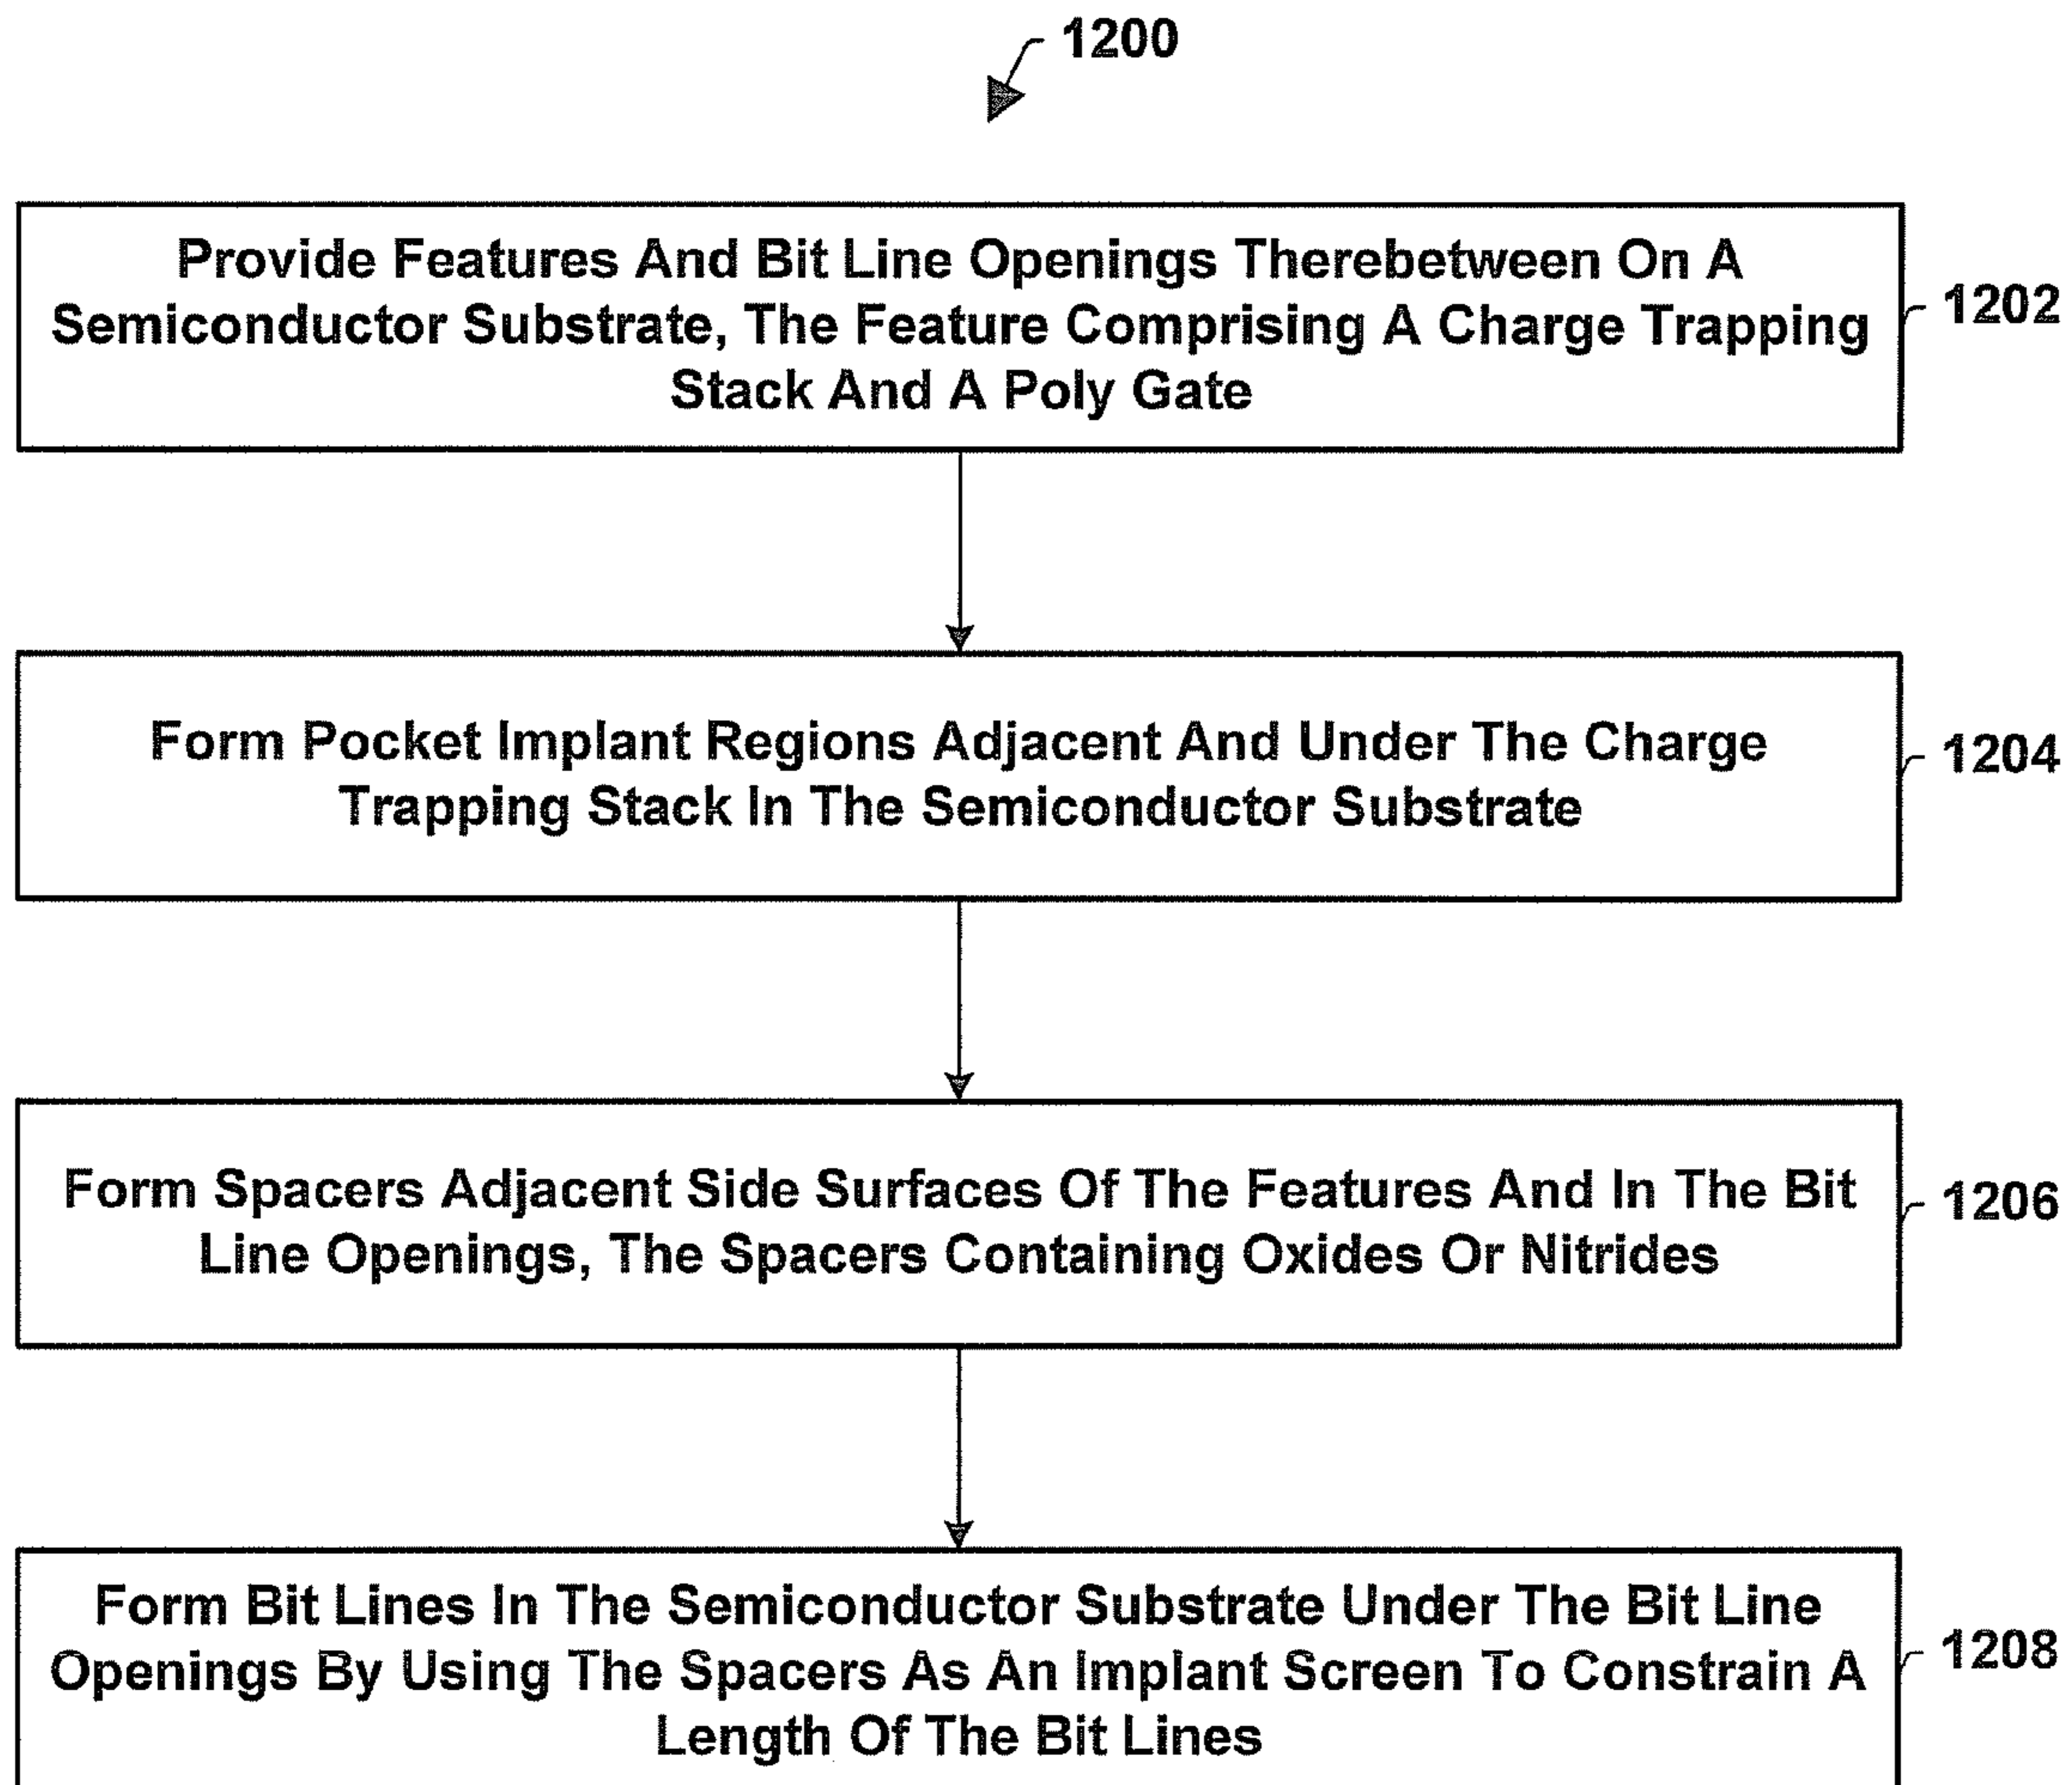 1200
Provide Features And Bit Line Openings Therebetween On A
Semiconductor Substrate, The Feature Comprising A Charge Trapping
Stack And A Poly Gate
1202
Form Pocket Implant Regions Adjacent And Under The Charge
Trapping Stack In The Semiconductor Substrate
1204
Form Spacers Adjacent Side Surfaces Of The Features And In The Bit
Line Openings, The Spacers Containing Oxides Or Nitrides
1206
Form Bit Lines In The Semiconductor Substrate Under The Bit Line
Openings By Using The Spacers As An Implant Screen To Constrain A
Length Of The Bit Lines
1208